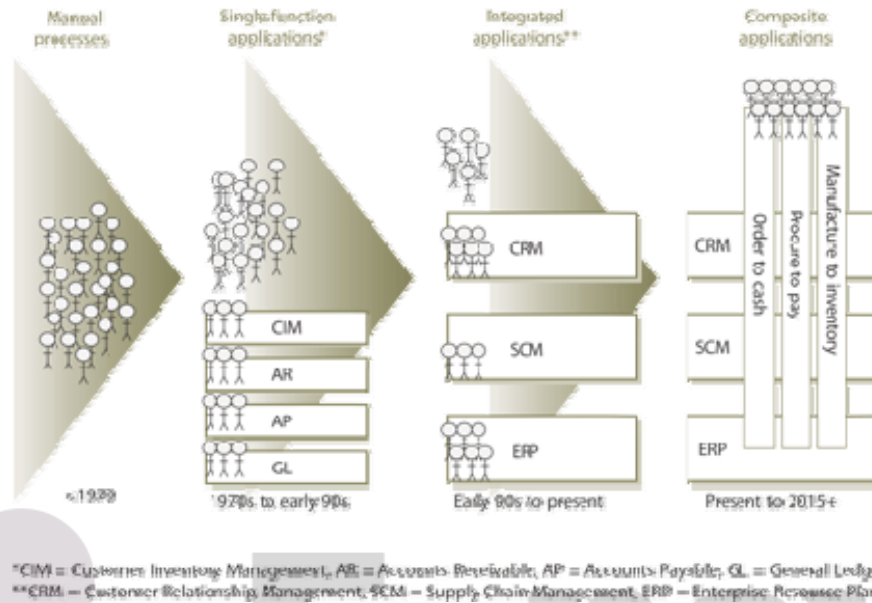 Manual processes
Single-function applications*
Integrated applications**
Composite applications
CIM
AR
AP
GL
CRM
SCM
ERP
CRM
SCM
ERP
Order to cash
Procure to pay
Manufacture to inventory
<1970
1970s to early 90s
Early 90s to present
Present to 2015+
*CIM = Customer Inventory Management, AR = Accounts Receivable, AP = Accounts Payable, GL = General
**CRM = Customer Relationship Management, SCM = Supply Chain Management, ERP = Enterprise Resource